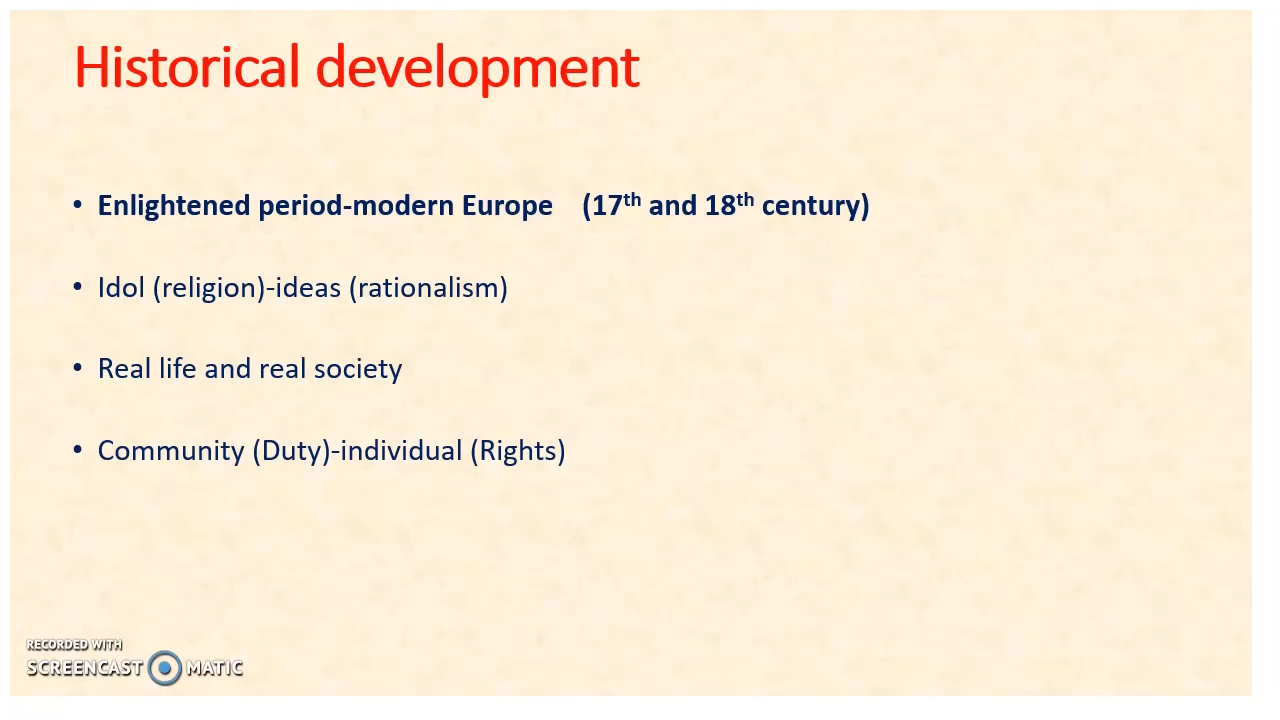 Historical development
• Enlightened period-modern Europe (17th and 18th century)
• Idol (religion)-ideas (rationalism)
• Real life and real society
• Community (Duty)-individual (Rights)
RECORDED WITH
SCREENCAST MATIC